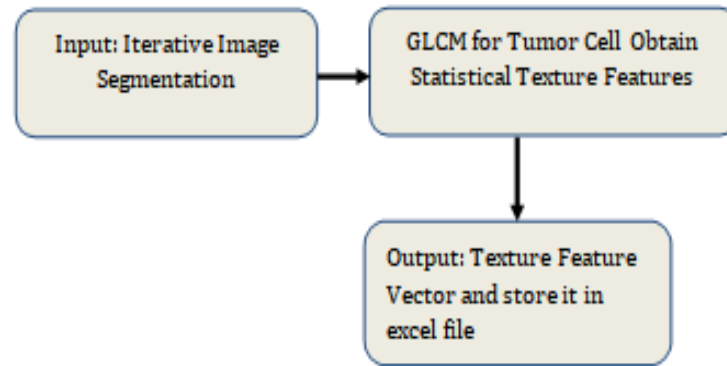 Input: Iterative Image
Segmentation
GLCM for Tumor Cell Obtain
Statistical Texture Features
Output: Texture Feature
Vector and store it in
excel file